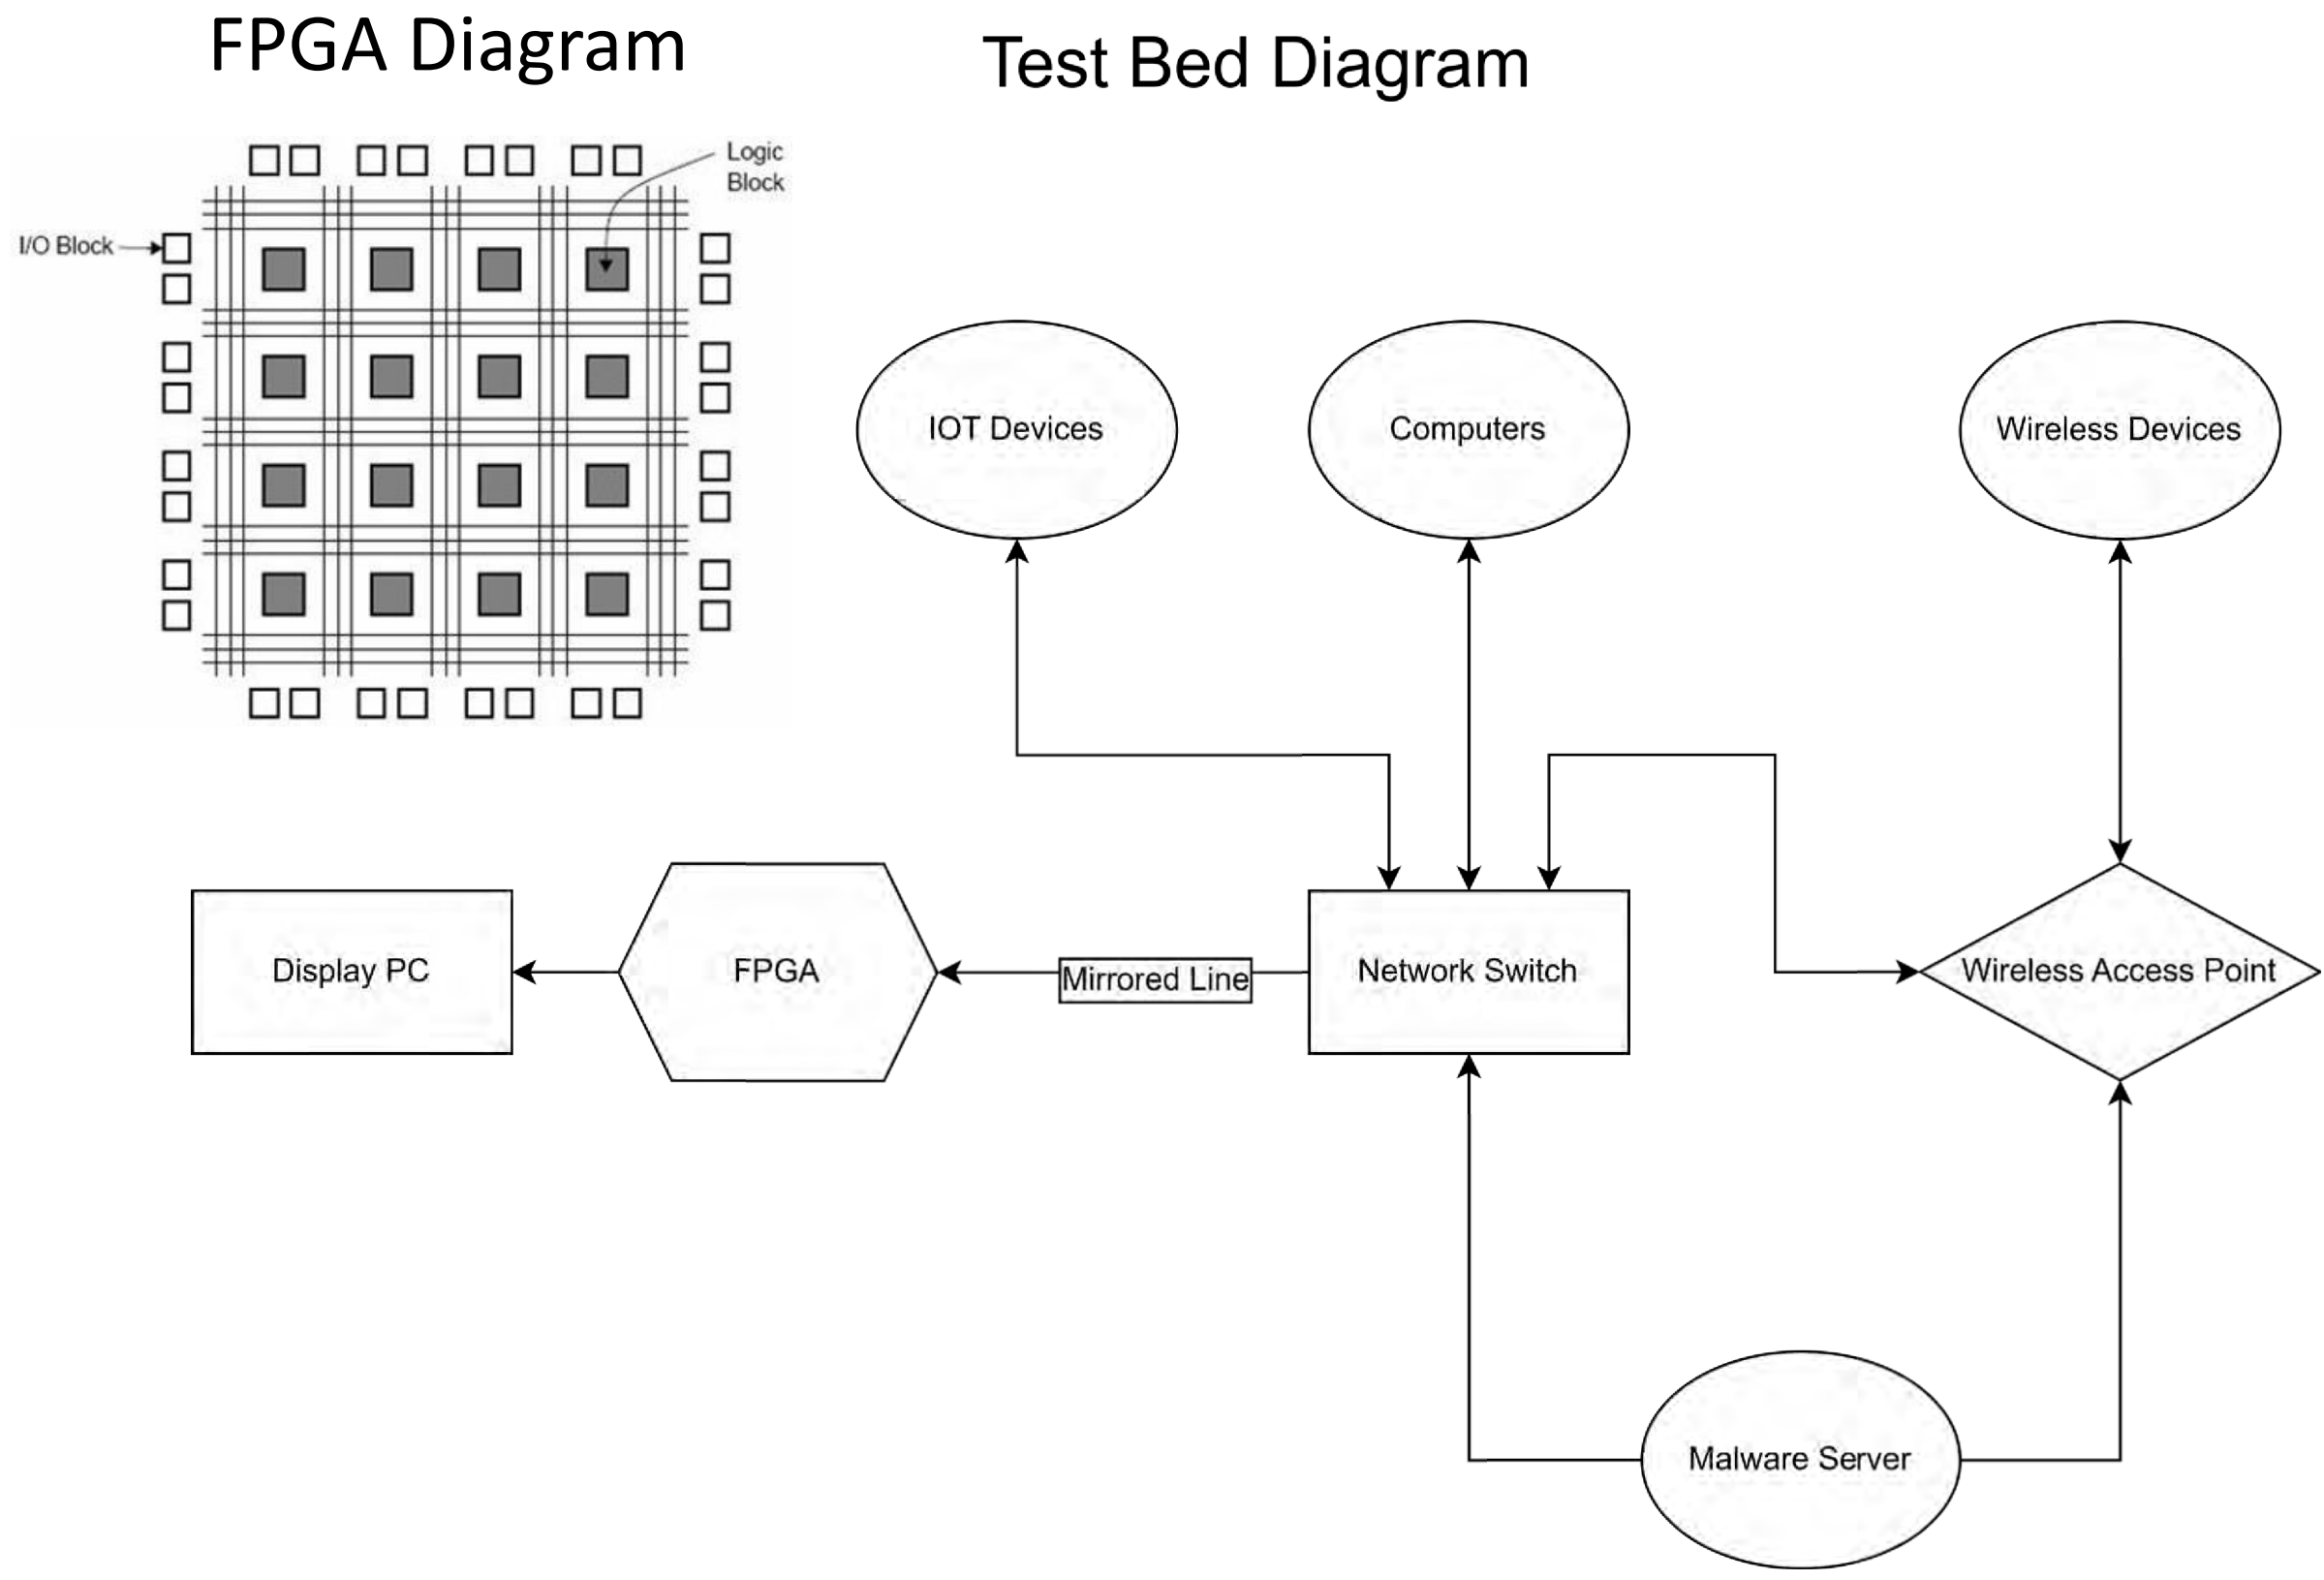 FPGA Diagram
Test Bed Diagram
Logic
Block
I/O Block
IOT Devices
Computers
Wireless Devices
Display PC
FPGA
Mirrored Line
Network Switch
Wireless Access Point
Malware Server